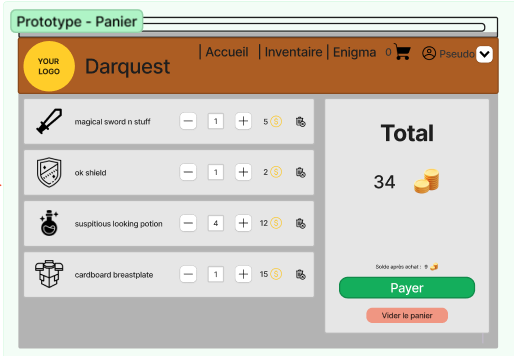 Prototype - Panier
YOUR
LOGO
Darquest
| Accueil | Inventaire | Enigma 0 Pseudo
magical sword n stuff 1 5 S
ok shield 1 2 S
suspitious looking potion 4 12 S
cardboard breastplate 1 15 S
Total
34
Solde après achat : 9
Payer
Vider le panier